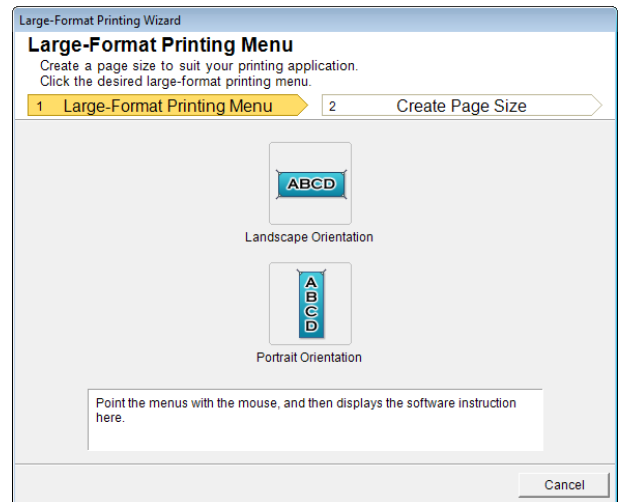 Large-Format Printing Wizard
Large-Format Printing Menu
Create a page size to suit your printing application.
Click the desired large-format printing menu.
1 Large-Format Printing Menu
2 Create Page Size
ABCD
Landscape Orientation
A
B
C
D
Portrait Orientation
Point the menus with the mouse, and then displays the software instruction
here.
Cancel